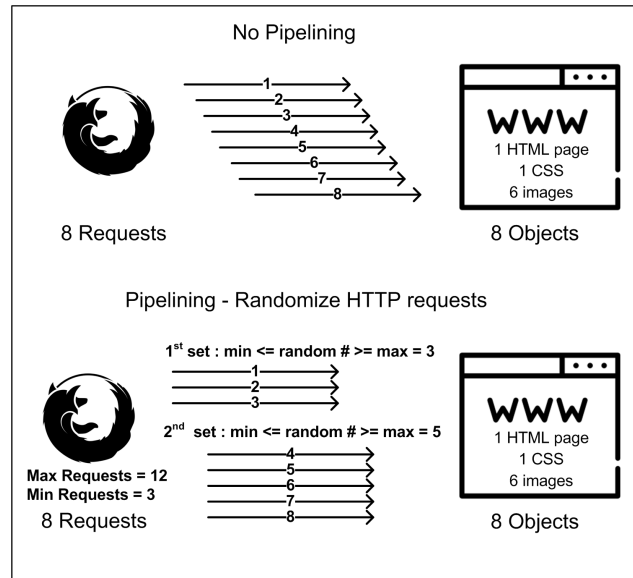 No Pipelining
1
2
3
4
5
6
7
8
WWW
1 HTML page
1 CSS
6 images
8 Requests
8 Objects
Pipelining - Randomize HTTP requests
1st set : min <= random # >= max = 3
1
2
3
2nd set : min <= random # >= max = 5
4
5
6
7
8
WWW
1 HTML page
1 CSS
6 images
Max Requests = 12
Min Requests = 3
8 Requests
8 Objects